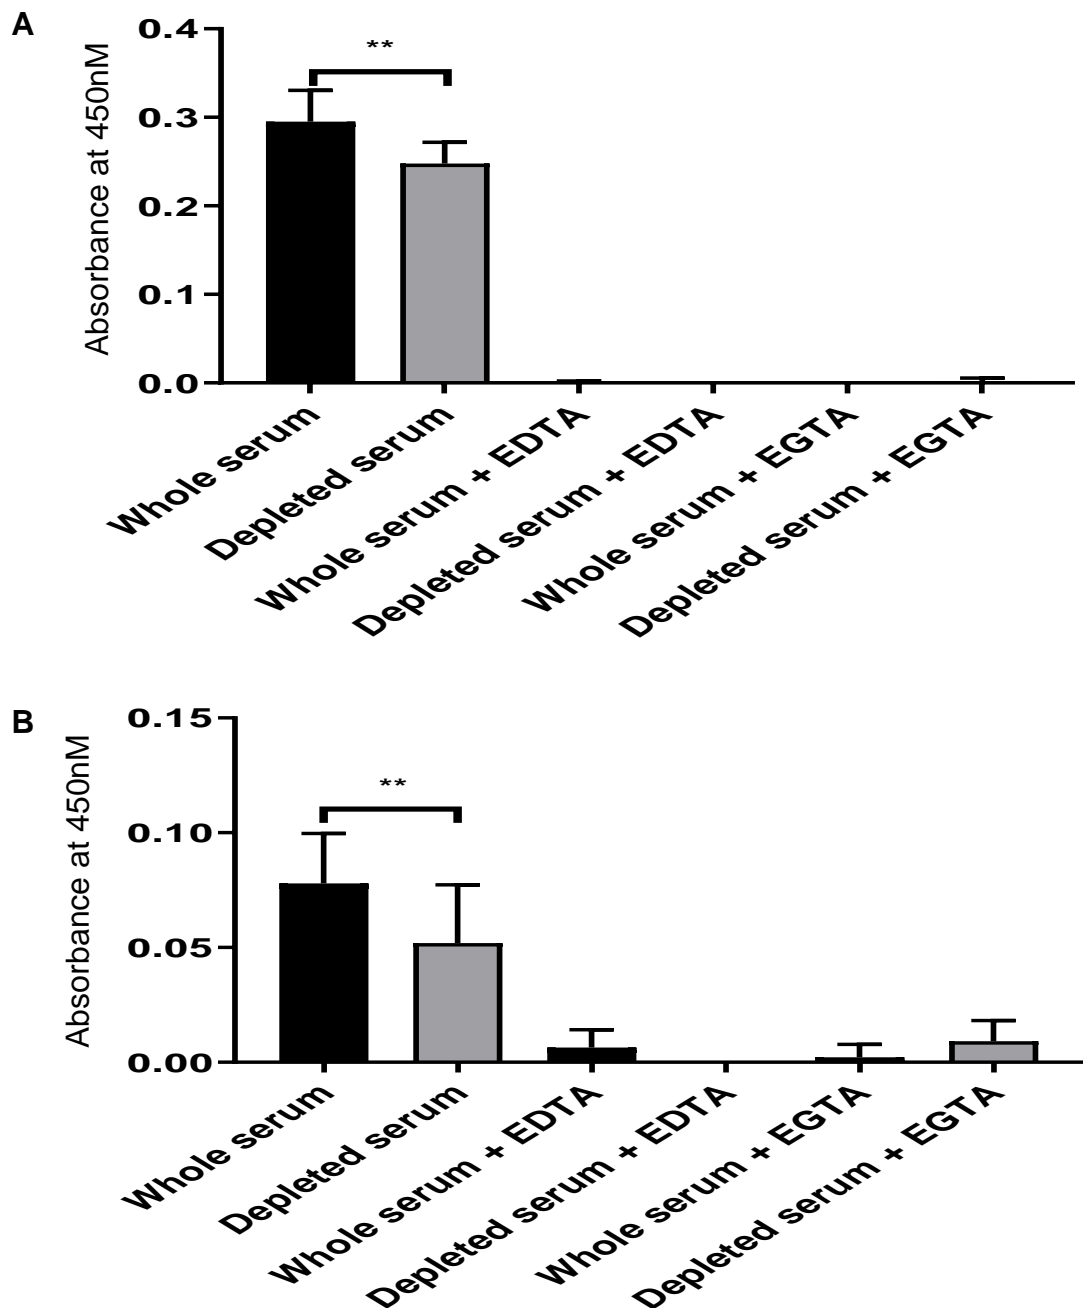 A
Absorbance at 450nM
0.4
0.3
0.2
0.1
0.0
**
Whole serum
Depleted serum
Whole serum + EDTA
Depleted serum + EDTA
Whole serum + EGTA
Depleted serum + EGTA
B
Absorbance at 450nM
0.15
0.10
0.05
0.00
**
Whole serum
Depleted serum
Whole serum + EDTA
Depleted serum + EDTA
Whole serum + EGTA
Depleted serum + EGTA